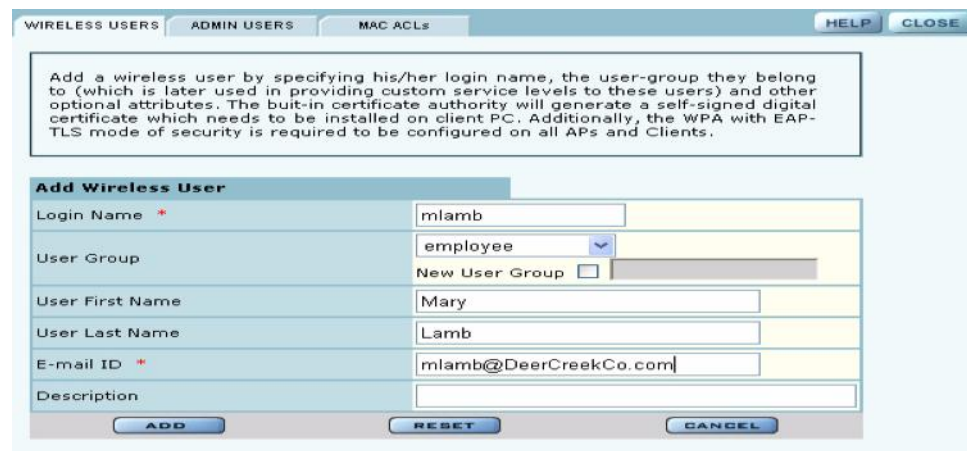 WIRELESS USERS ADMIN USERS MAC ACLs HELP CLOSE
Add a wireless user by specifying his/her login name, the user-group they belong
to (which is later used in providing custom service levels to these users) and other
optional attributes. The buit-in certificate authority will generate a self-signed digital
certificate which needs to be installed on client PC. Additionally, the WPA with EAP-
TLS mode of security is required to be configured on all APs and Clients.
Add Wireless User
Login Name * mlamb
User Group employee
New User Group
User First Name Mary
User Last Name Lamb
E-mail ID * mlamb@DeerCreekCo.com
Description
ADD RESET CANCEL